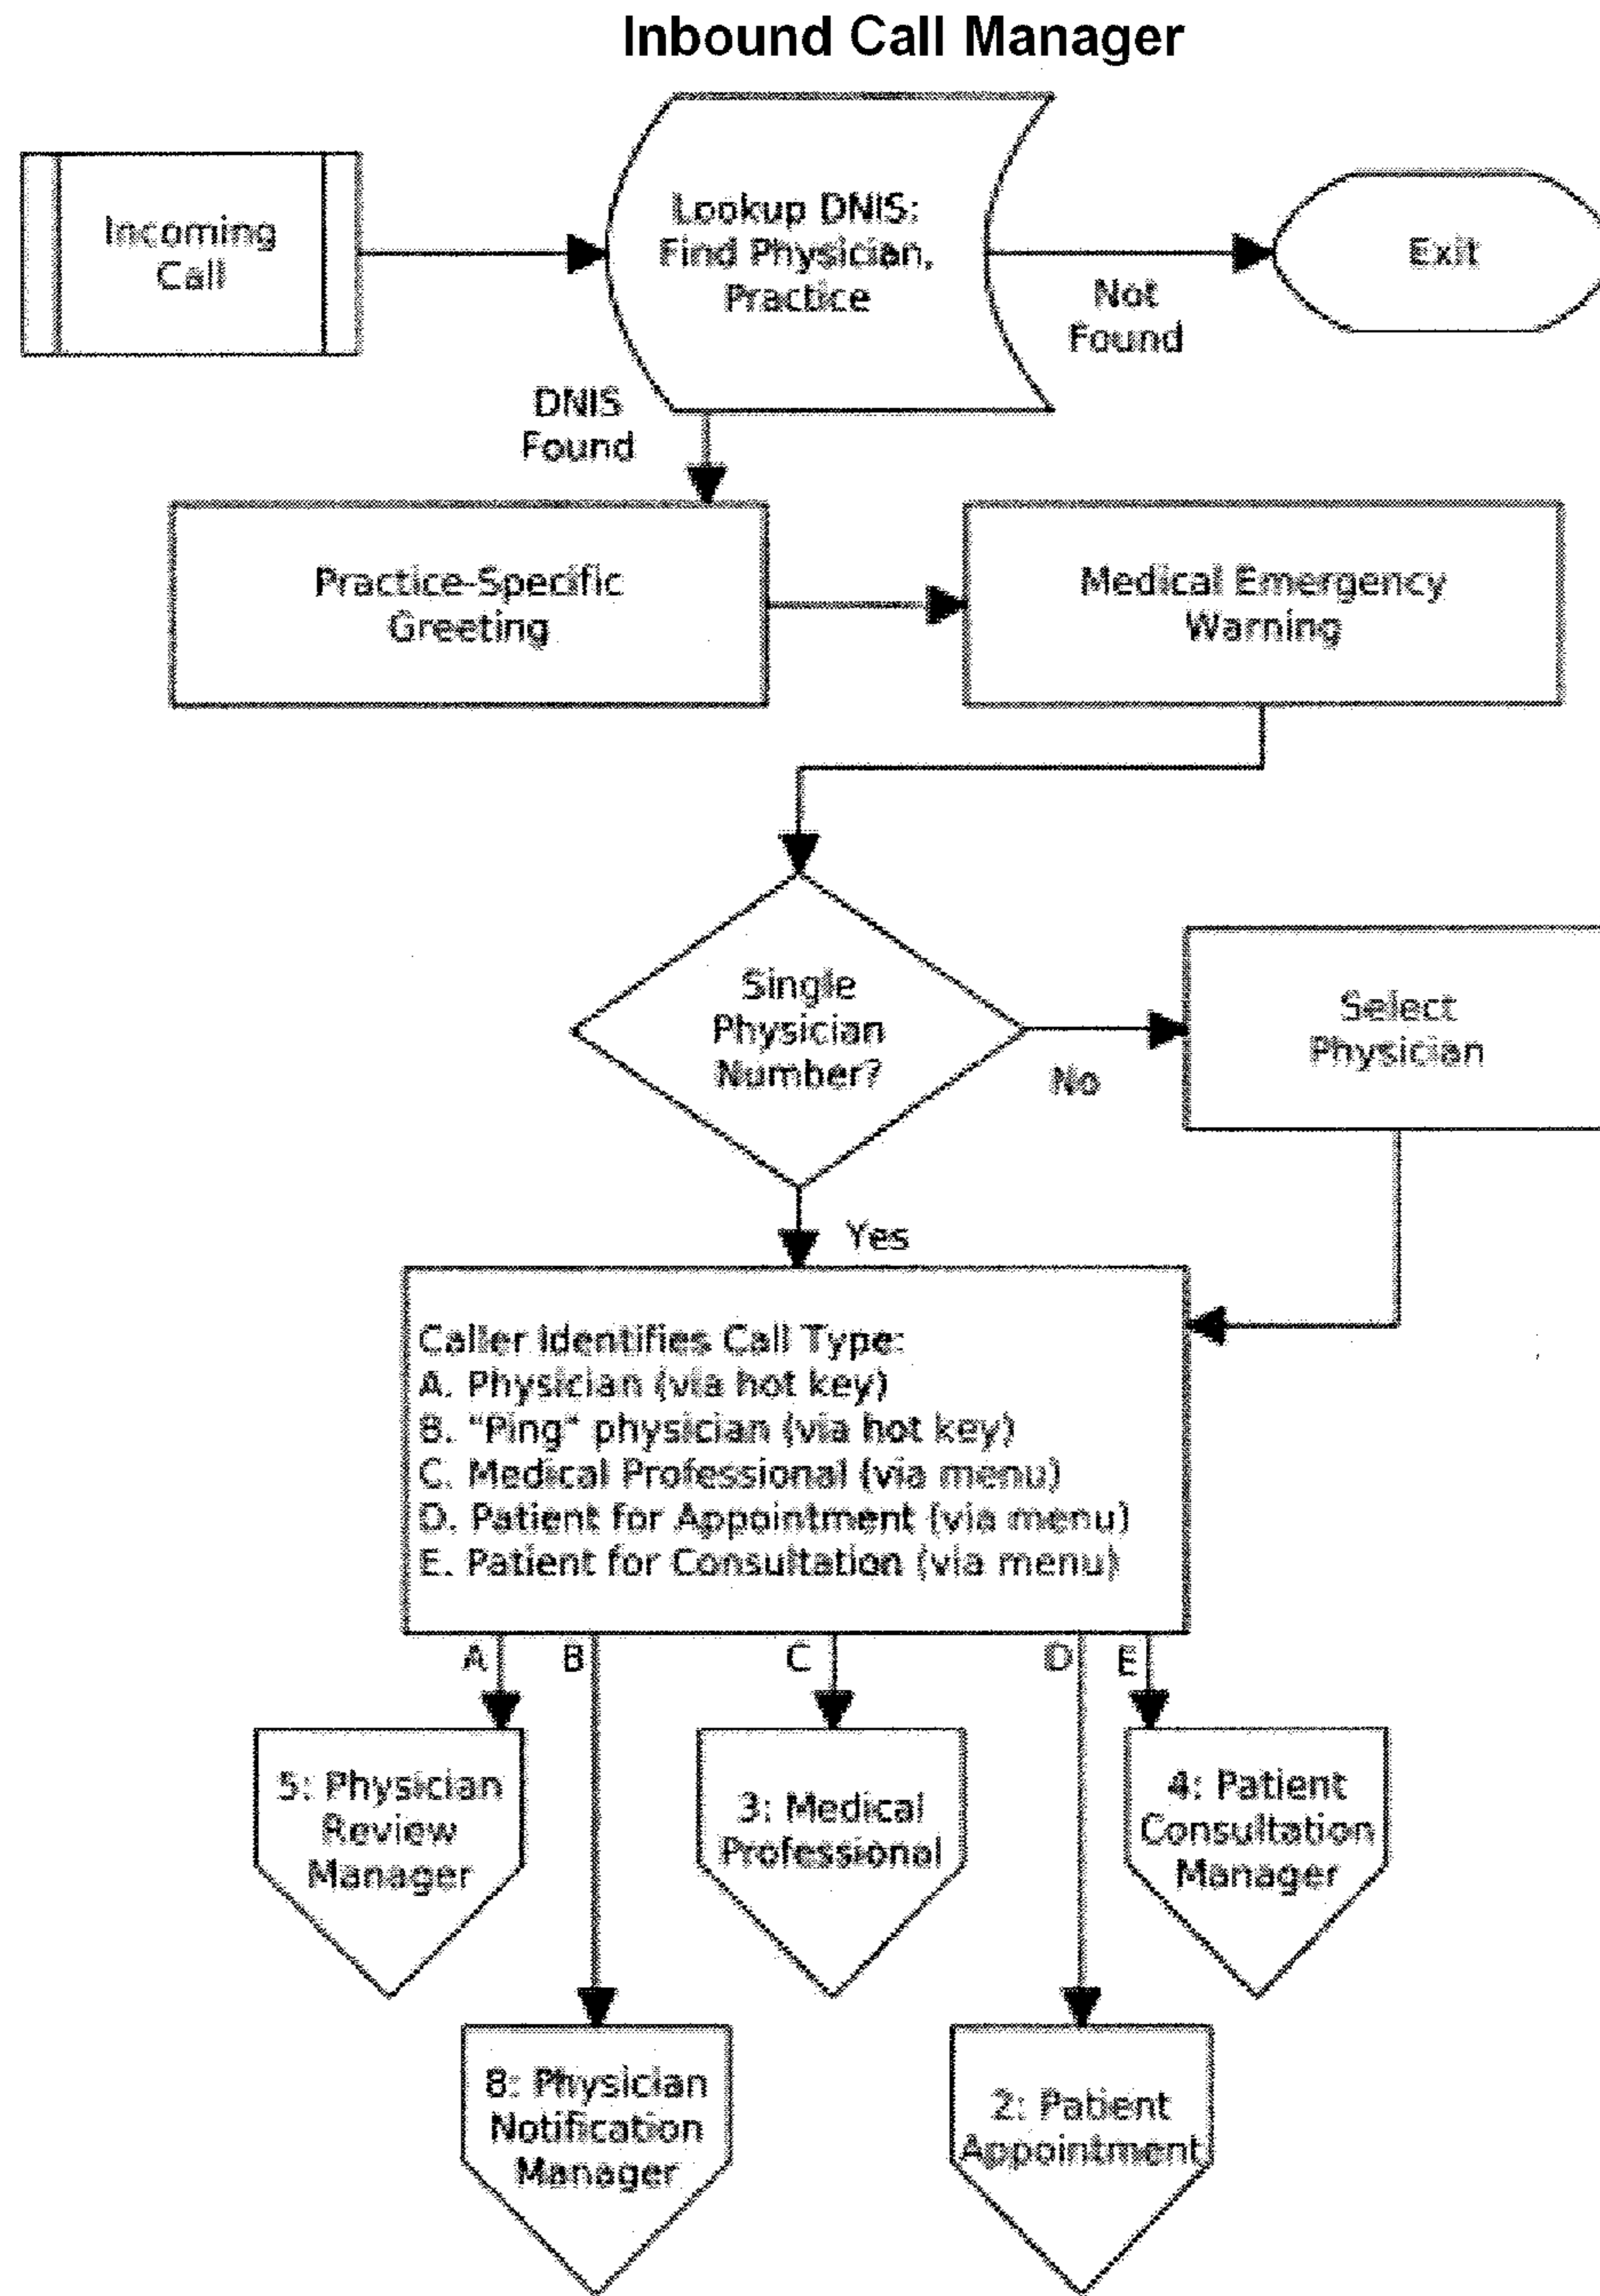 Inbound Call Manager
Incoming
Call
Lookup DNIS:
Find Physician,
Practice
Not
Found
Exit
DNIS
Found
Practice-Specific
Greeting
Medical Emergency
Warning
Single
Physician
Number?
No
Select
Physician
Yes
Caller Identifies Call Type:
A. Physician (via hot key)
B. "Ping" physician (via hot key)
C. Medical Professional (via menu)
D. Patient for Appointment (via menu)
E. Patient for Consultation (via menu)
A
B
C
D
E
5: Physician
Review
Manager
3: Medical
Professional
4: Patient
Consultation
Manager
8: Physician
Notification
Manager
2: Patient
Appointment